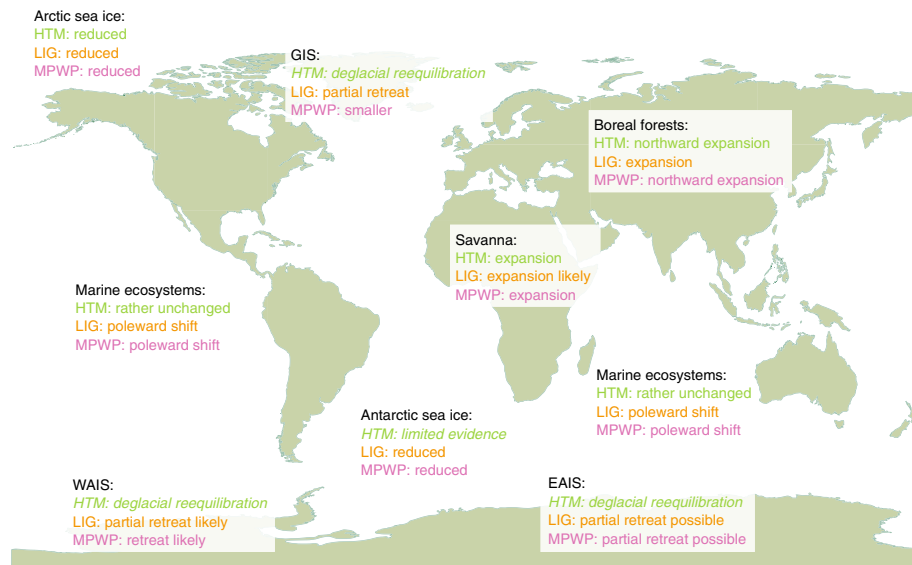 Arctic sea ice:
HTM: reduced
LIG: reduced
MPWP: reduced
GIS:
HTM: deglacial reequilibration
LIG: partial retreat
MPWP: smaller
Boreal forests:
HTM: northward expansion
LIG: expansion
MPWP: northward expansion
Savanna:
HTM: expansion
LIG: expansion likely
MPWP: expansion
Marine ecosystems:
HTM: rather unchanged
LIG: poleward shift
MPWP: poleward shift
Marine ecosystems:
HTM: rather unchanged
LIG: poleward shift
MPWP: poleward shift
Antarctic sea ice:
HTM: limited evidence
LIG: reduced
MPWP: reduced
WAIS:
HTM: deglacial reequilibration
LIG: partial retreat likely
MPWP: retreat likely
EAIS:
HTM: deglacial reequilibration
LIG: partial retreat possible
MPWP: partial retreat possible